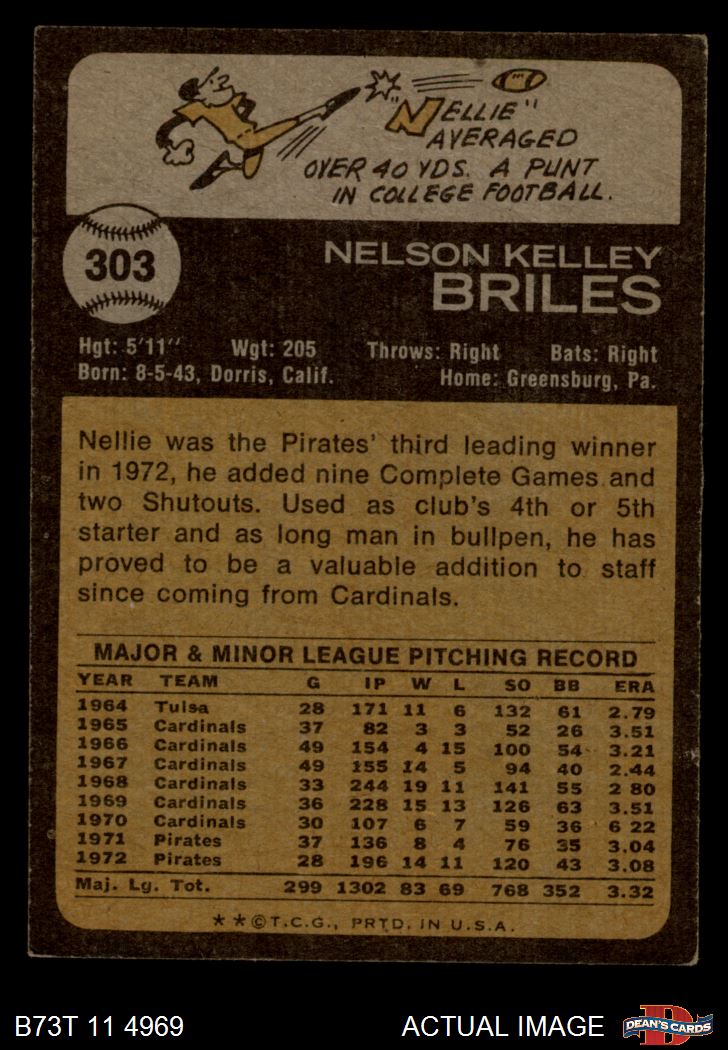 "NELLIE"
AVERAGED
OVER 40 YDS. A PUNT
IN COLLEGE FOOTBALL.
303
NELSON KELLEY
BRILES
Hgt: 5'11" Wgt: 205 Throws: Right Bats: Right
Born: 8-5-43, Dorris, Calif. Home: Greensburg, Pa.
Nellie was the Pirates' third leading winner
in 1972, he added nine Complete Games and
two Shutouts. Used as club's 4th or 5th
starter and as long man in bullpen, he has
proved to be a valuable addition to staff
since coming from Cardinals.
MAJOR & MINOR LEAGUE PITCHING RECORD
YEAR TEAM G IP W L SO BB ERA
1964 Tulsa 28 171 11 6 132 61 2.79
1965 Cardinals 37 82 3 3 52 26 3.51
1966 Cardinals 49 154 4 15 100 54 3.21
1967 Cardinals 49 155 14 5 94 40 2.44
1968 Cardinals 33 244 19 11 141 55 2 80
1969 Cardinals 36 228 15 13 126 63 3.51
1970 Cardinals 30 107 6 7 59 36 6 22
1971 Pirates 37 136 8 4 76 35 3.04
1972 Pirates 28 196 14 11 120 43 3.08
Maj. Lg. Tot. 299 1302 83 69 768 352 3.32
**©T.C.G., PRTD. IN U.S.A.
B73T 11 4969 ACTUAL IMAGE
D
DEAN'S CARDS